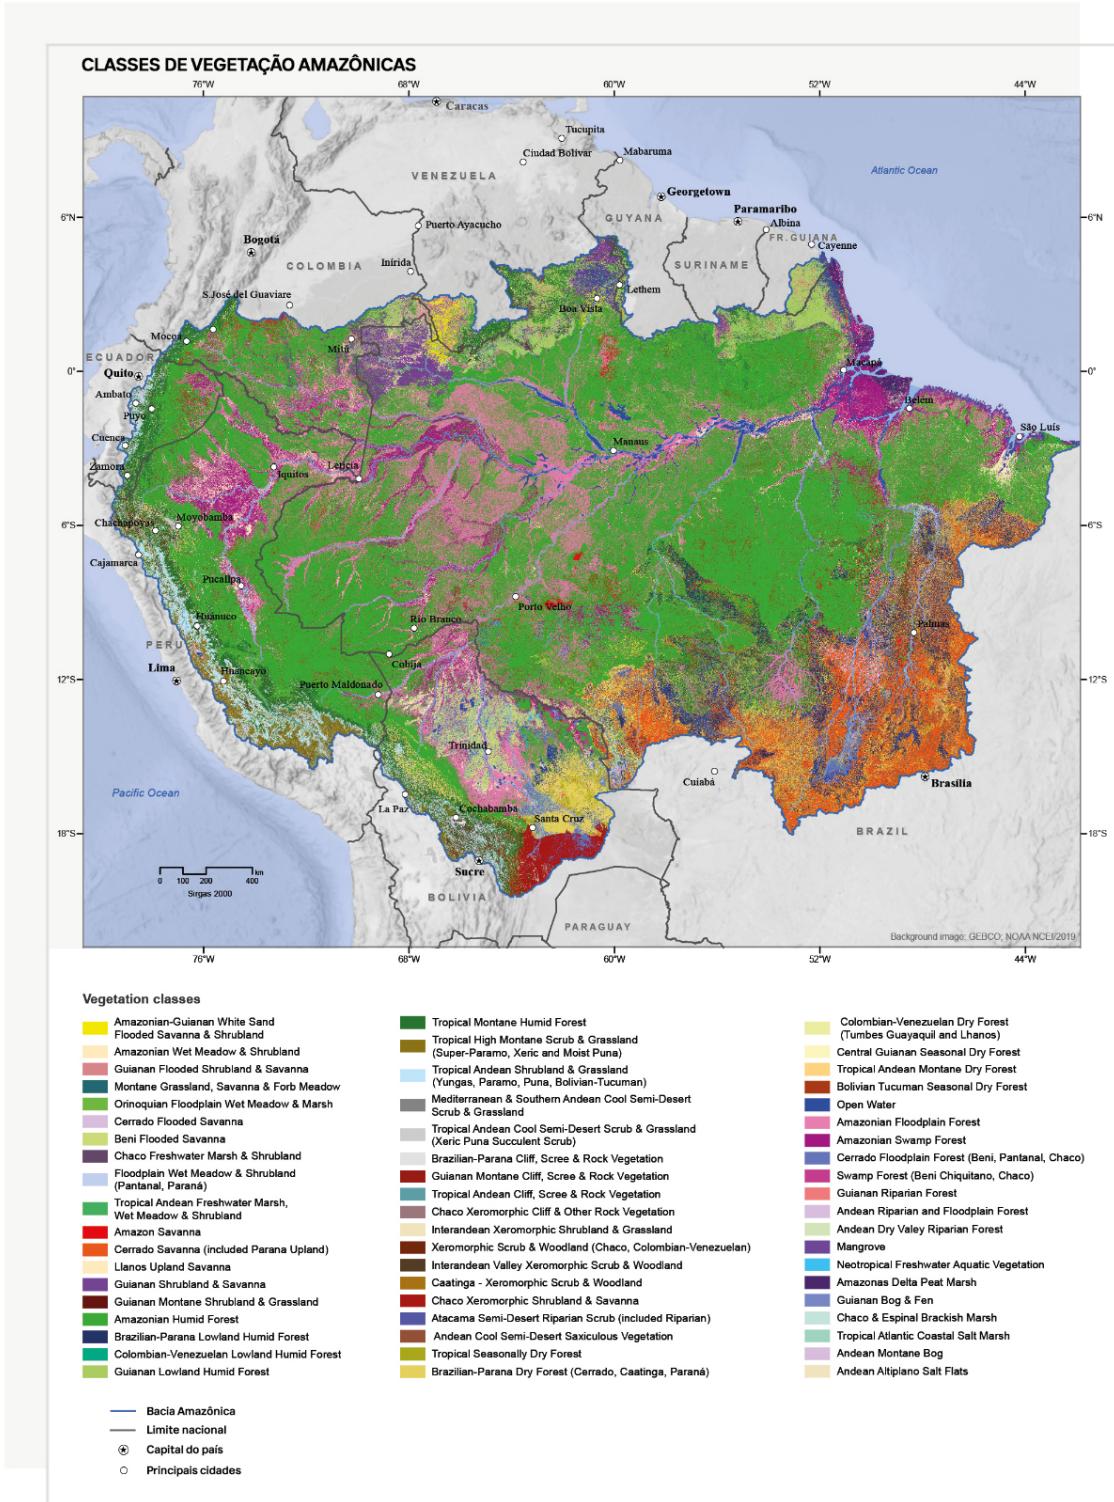 CLASSES DE VEGETAÇÃO AMAZÔNICAS
76°W 68°W 60°W 52°W 44°W
Caracas
Tucupita
Ciudad Bolivar
Mabaruma
VENEZUELA
Atlantic Ocean
Georgetown
Paramaribo
6°N
GUYANA
6°N
Puerto Ayacucho
Albina
FR.GUIANA
Cayenne
Bogotá
COLOMBIA
Inírida
SURINAME
Lethem
S.José del Guaviare
Boa Vista
Mocoa
Mitú
ECUADOR
Macapá
Quito
0°
0°
Ambato
Puyo
Belém
Cuenca
Manaus
São Luís
Zamora
Iquitos
Leticia
Chachapoyas
Moyobamba
6°S
6°S
Cajamarca
Pucallpa
Porto Velho
Huánuco
Rio Branco
Palmas
PERU
Lima
Huancayo
Cobija
12°S
Puerto Maldonado
12°S
Trinidad
Cuiabá
Brasília
Pacific Ocean
La Paz
Cochabamba
Santa Cruz
18°S
BRAZIL
18°S
0 100 200 400 km
Sirgas 2000
Sucre
BOLIVIA
PARAGUAY
Background image: GEBCO; NOAA NCEI/2019
76°W 68°W 60°W 52°W 44°W
Vegetation classes
Amazonian-Guianan White Sand
Flooded Savanna & Shrubland
Amazonian Wet Meadow & Shrubland
Guianan Flooded Shrubland & Savanna
Montane Grassland, Savanna & Forb Meadow
Orinoquian Floodplain Wet Meadow & Marsh
Cerrado Flooded Savanna
Beni Flooded Savanna
Chaco Freshwater Marsh & Shrubland
Floodplain Wet Meadow & Shrubland
(Pantanal, Paraná)
Tropical Andean Freshwater Marsh,
Wet Meadow & Shrubland
Amazon Savanna
Cerrado Savanna (included Parana Upland)
Llanos Upland Savanna
Guianan Shrubland & Savanna
Guianan Montane Shrubland & Grassland
Amazonian Humid Forest
Brazilian-Parana Lowland Humid Forest
Colombian-Venezuelan Lowland Humid Forest
Guianan Lowland Humid Forest
Tropical Montane Humid Forest
Tropical High Montane Scrub & Grassland
(Super-Paramo, Xeric and Moist Puna)
Tropical Andean Shrubland & Grassland
(Yungas, Paramo, Puna, Bolivian-Tucuman)
Mediterranean & Southern Andean Cool Semi-Desert
Scrub & Grassland
Tropical Andean Cool Semi-Desert Scrub & Grassland
(Xeric Puna Succulent Scrub)
Brazilian-Parana Cliff, Scree & Rock Vegetation
Guianan Montane Cliff, Scree & Rock Vegetation
Tropical Andean Cliff, Scree & Rock Vegetation
Chaco Xeromorphic Cliff & Other Rock Vegetation
Interandean Xeromorphic Shrubland & Grassland
Xeromorphic Scrub & Woodland (Chaco, Colombian-Venezuelan)
Interandean Valley Xeromorphic Scrub & Woodland
Caatinga - Xeromorphic Scrub & Woodland
Chaco Xeromorphic Shrubland & Savanna
Atacama Semi-Desert Riparian Scrub (included Riparian)
Andean Cool Semi-Desert Saxiculous Vegetation
Tropical Seasonally Dry Forest
Brazilian-Parana Dry Forest (Cerrado, Caatinga, Paraná)
Colombian-Venezuelan Dry Forest
(Tumbes Guayaquil and Lhanos)
Central Guianan Seasonal Dry Forest
Tropical Andean Montane Dry Forest
Bolivian Tucuman Seasonal Dry Forest
Open Water
Amazonian Floodplain Forest
Amazonian Swamp Forest
Cerrado Floodplain Forest (Beni, Pantanal, Chaco)
Swamp Forest (Beni Chiquitano, Chaco)
Guianan Riparian Forest
Andean Riparian and Floodplain Forest
Andean Dry Valley Riparian Forest
Mangrove
Neotropical Freshwater Aquatic Vegetation
Amazonas Delta Peat Marsh
Guianan Bog & Fen
Chaco & Espinal Brackish Marsh
Tropical Atlantic Coastal Salt Marsh
Andean Montane Bog
Andean Altiplano Salt Flats
Bacia Amazônica
Limite nacional
Capital do país
Principais cidades